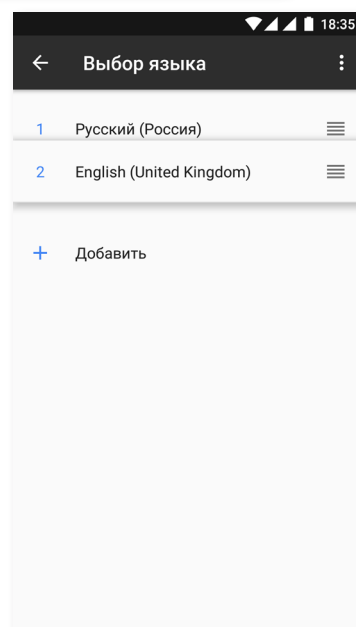 18:35
Выбор языка
1 Русский (Россия)
2 English (United Kingdom)
+ Добавить